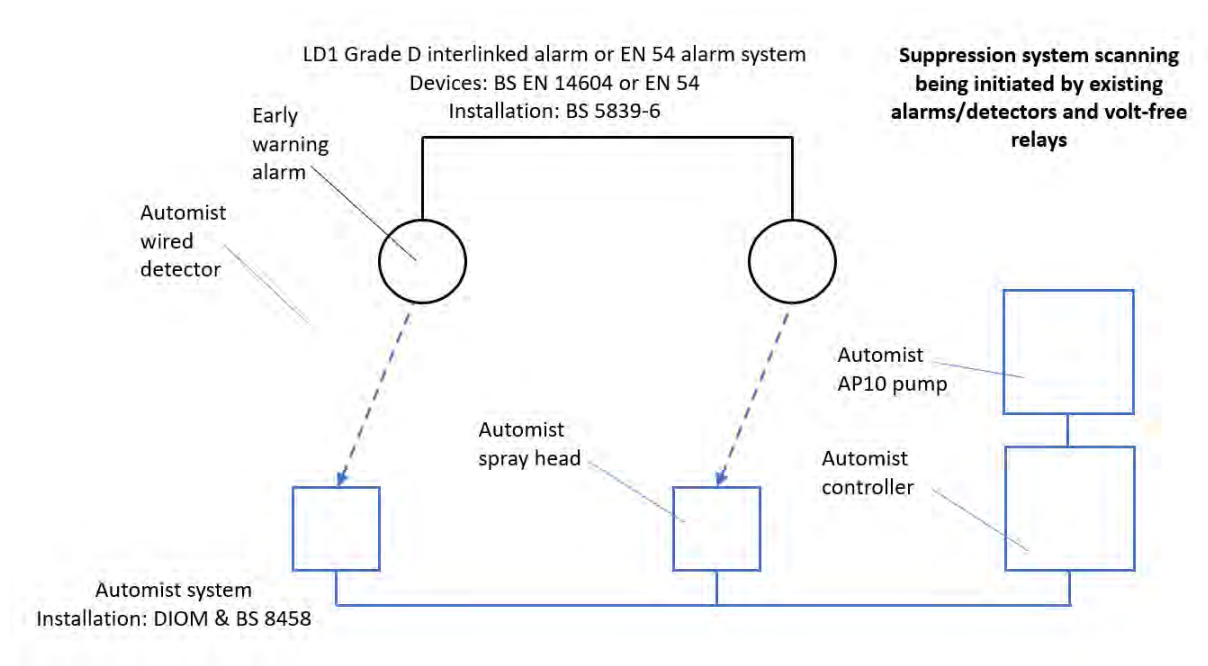 LD1 Grade D interlinked alarm or EN 54 alarm system
Devices: BS EN 14604 or EN 54
Installation: BS 5839-6
Suppression system scanning
being initiated by existing
alarms/detectors and volt-free
relays
Early
warning
alarm
Automist
wired
detector
Automist
AP10 pump
Automist
spray head
Automist
controller
Automist system
Installation: DIOM & BS 8458